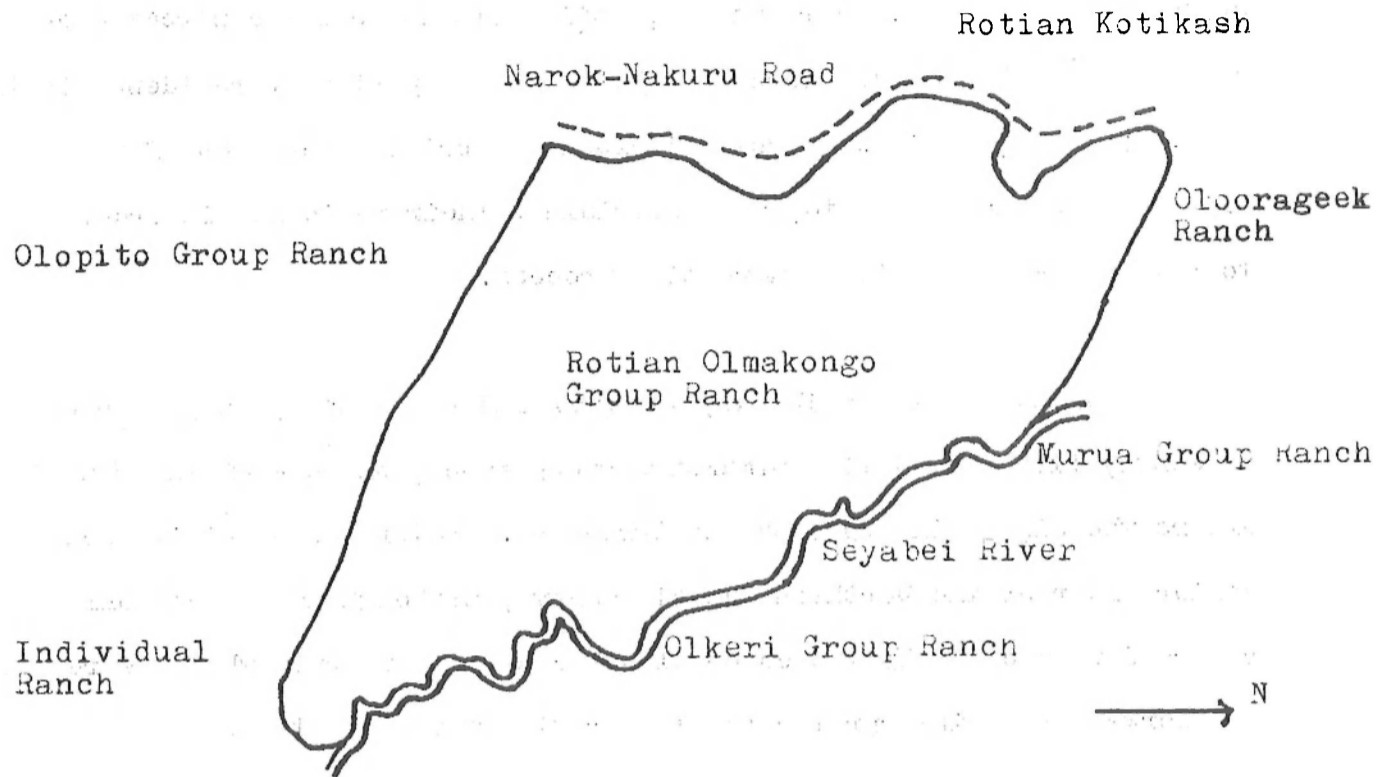 Rotian Kotikash
Narok-Nakuru Road
Oloorageek
Ranch
Olopito Group Ranch
Rotian Olmakongo
Group Ranch
Murua Group Ranch
Seyabei River
Olkeri Group Ranch
Individual
Ranch
N